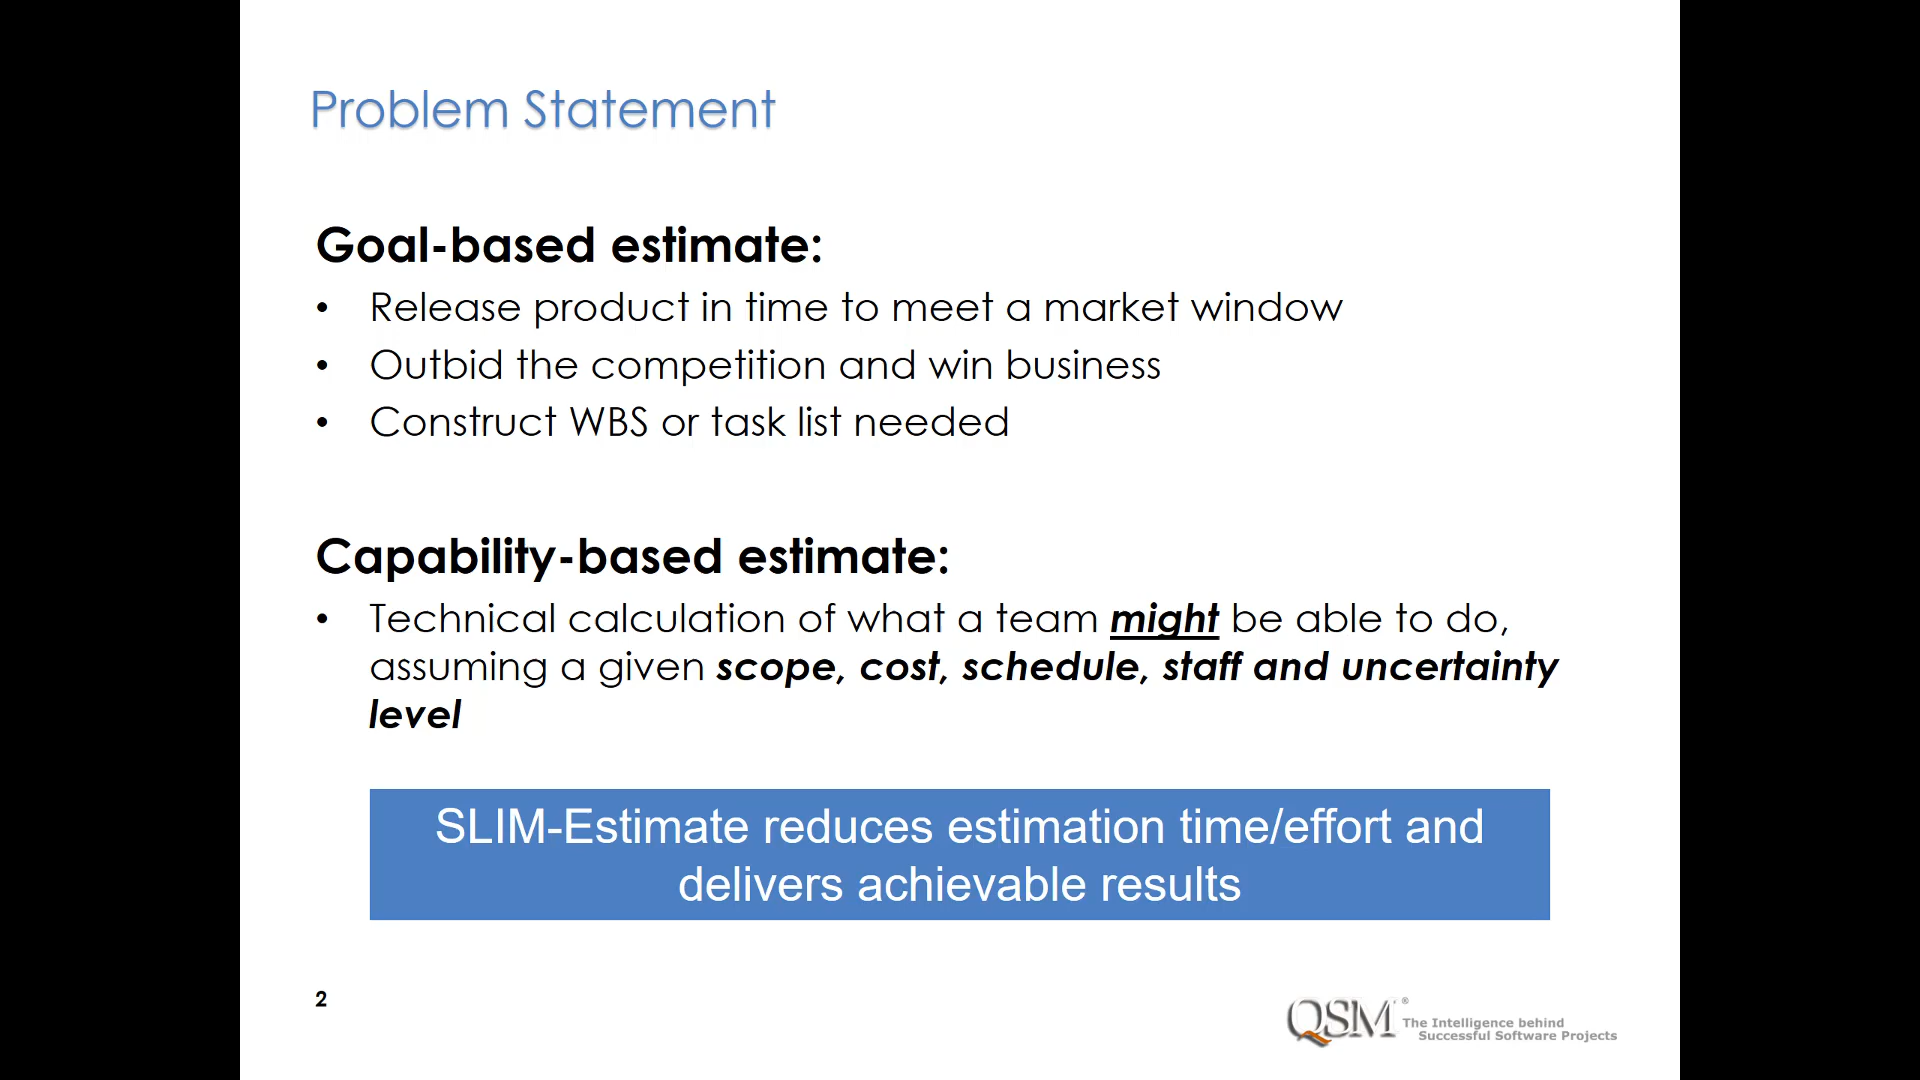 Problem Statement
Goal-based estimate:
• Release product in time to meet a market window
• Outbid the competition and win business
• Construct WBS or task list needed
Capability-based estimate:
• Technical calculation of what a team might be able to do,
assuming a given scope, cost, schedule, staff and uncertainty
level
SLIM-Estimate reduces estimation time/effort and
delivers achievable results
2
QSM®
The Intelligence behind
Successful Software Projects